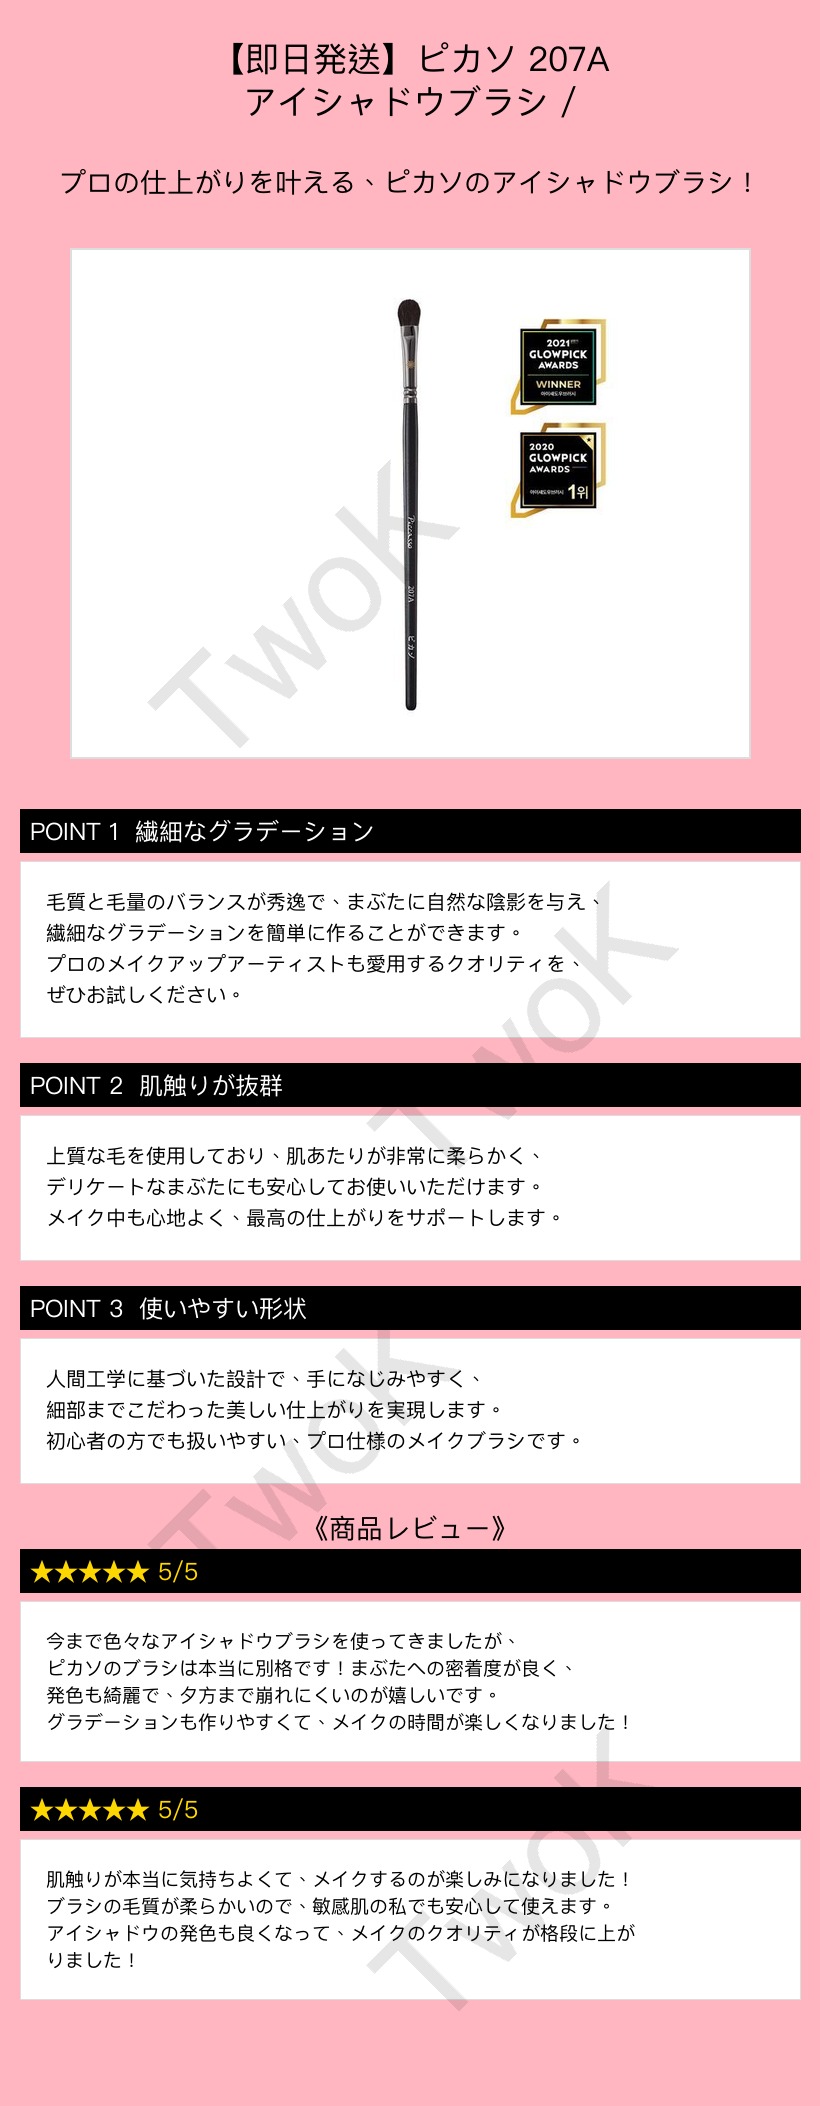 【即日発送】ピカソ 207A
アイシャドウブラシ /
プロの仕上がりを叶える、ピカソのアイシャドウブラシ！
2021
GLOWPICK
AWARDS
WINNER
아이섀도우브러시
2020
GLOWPICK
AWARDS
아이섀도우브러시 1위
Piccasso
207A
ピカソ
TwoK
POINT 1 繊細なグラデーション
毛質と毛量のバランスが秀逸で、まぶたに自然な陰影を与え、
繊細なグラデーションを簡単に作ることができます。
プロのメイクアップアーティストも愛用するクオリティを、
ぜひお試しください。
TwoK
POINT 2 肌触りが抜群
上質な毛を使用しており、肌あたりが非常に柔らかく、
デリケートなまぶたにも安心してお使いいただけます。
メイク中も心地よく、最高の仕上がりをサポートします。
POINT 3 使いやすい形状
人間工学に基づいた設計で、手になじみやすく、
細部までこだわった美しい仕上がりを実現します。
初心者の方でも扱いやすい、プロ仕様のメイクブラシです。
TwoK
《商品レビュー》
★★★★★ 5/5
今まで色々なアイシャドウブラシを使ってきましたが、
ピカソのブラシは本当に別格です！まぶたへの密着度が良く、
発色も綺麗で、夕方まで崩れにくいのが嬉しいです。
グラデーションも作りやすくて、メイクの時間が楽しくなりました！
★★★★★ 5/5
肌触りが本当に気持ちよくて、メイクするのが楽しみになりました！
ブラシの毛質が柔らかいので、敏感肌の私でも安心して使えます。
アイシャドウの発色も良くなって、メイクのクオリティが格段に上が
りました！
TwoK